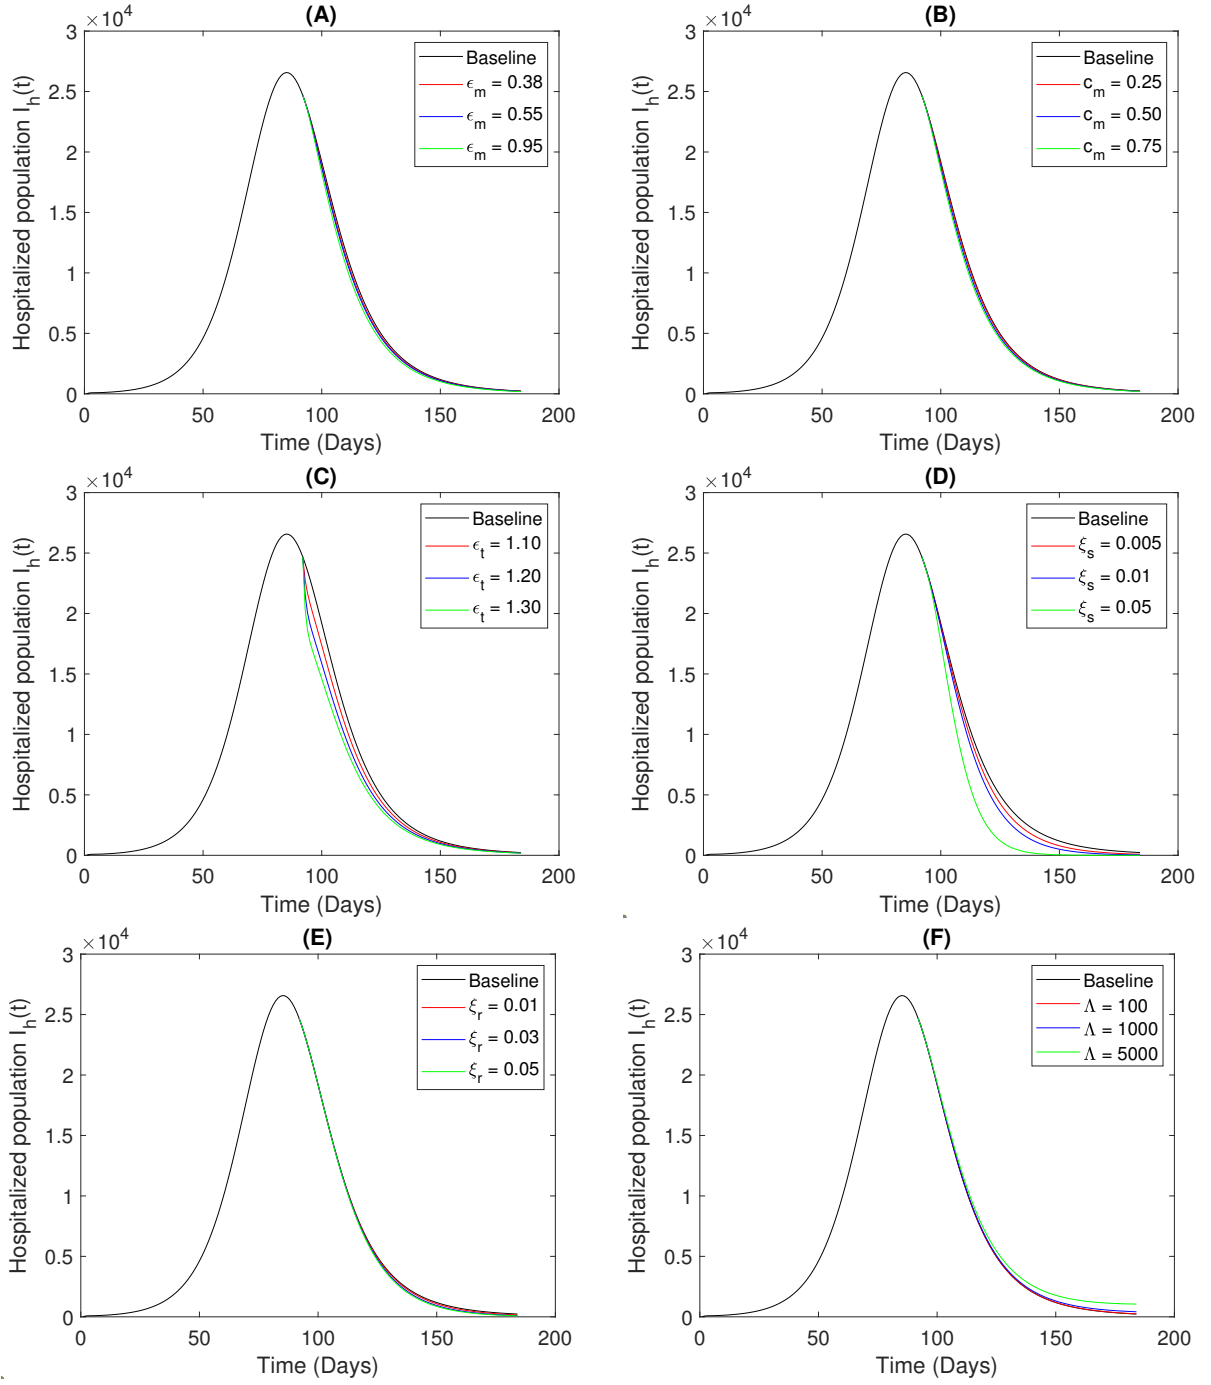 (A)
×10^4
3
2.5
2
1.5
1
0.5
0
Hospitalized population I_h(t)
Baseline
ϵ_m = 0.38
ϵ_m = 0.55
ϵ_m = 0.95
0 50 100 150 200
Time (Days)
(B)
×10^4
3
2.5
2
1.5
1
0.5
0
Hospitalized population I_h(t)
Baseline
c_m = 0.25
c_m = 0.50
c_m = 0.75
0 50 100 150 200
Time (Days)
(C)
×10^4
3
2.5
2
1.5
1
0.5
0
Hospitalized population I_h(t)
Baseline
ϵ_t = 1.10
ϵ_t = 1.20
ϵ_t = 1.30
0 50 100 150 200
Time (Days)
(D)
×10^4
3
2.5
2
1.5
1
0.5
0
Hospitalized population I_h(t)
Baseline
ξ_s = 0.005
ξ_s = 0.01
ξ_s = 0.05
0 50 100 150 200
Time (Days)
(E)
×10^4
3
2.5
2
1.5
1
0.5
0
Hospitalized population I_h(t)
Baseline
ξ_r = 0.01
ξ_r = 0.03
ξ_r = 0.05
0 50 100 150 200
Time (Days)
(F)
×10^4
3
2.5
2
1.5
1
0.5
0
Hospitalized population I_h(t)
Baseline
Λ = 100
Λ = 1000
Λ = 5000
0 50 100 150 200
Time (Days)